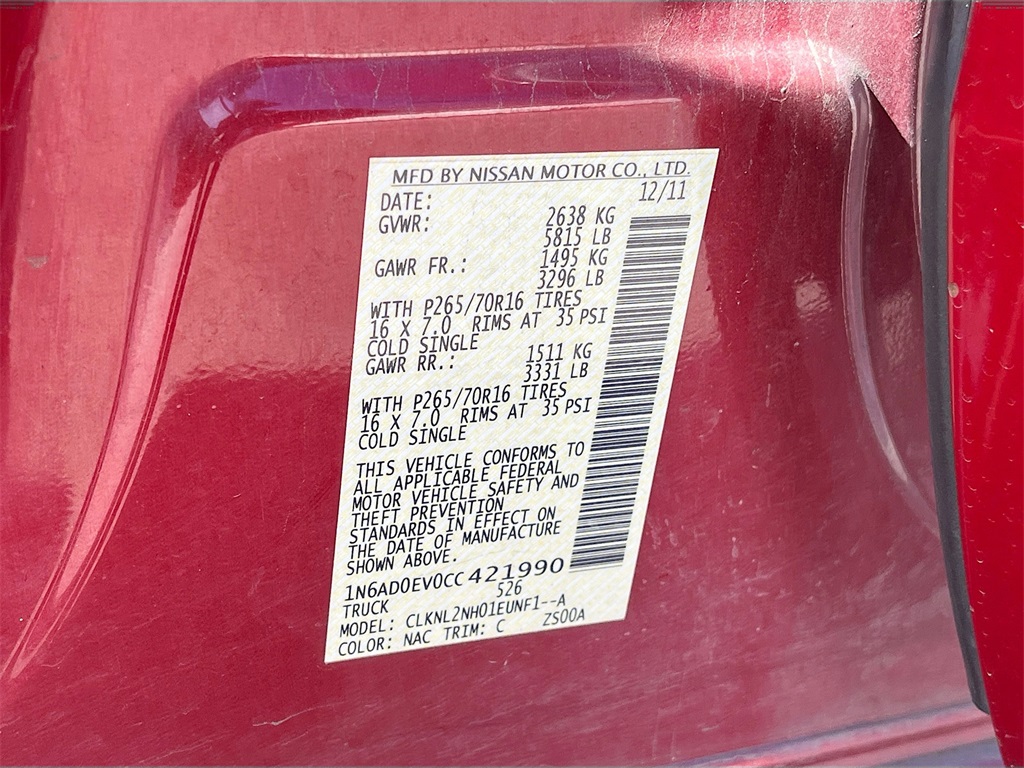 MFD BY NISSAN MOTOR CO., LTD.
DATE: 12/11
GVWR: 2638 KG
5815 LB
GAWR FR.: 1495 KG
3296 LB
WITH P265/70R16 TIRES
16 X 7.0 RIMS AT 35 PSI
COLD SINGLE
GAWR RR.: 1511 KG
3331 LB
WITH P265/70R16 TIRES
16 X 7.0 RIMS AT 35 PSI
COLD SINGLE
THIS VEHICLE CONFORMS TO
ALL APPLICABLE FEDERAL
MOTOR VEHICLE SAFETY AND
THEFT PREVENTION
STANDARDS IN EFFECT ON
THE DATE OF MANUFACTURE
SHOWN ABOVE.
1N6AD0EV0CC 421990
TRUCK 526
MODEL: CLKNL2NH01EUNF1--A
COLOR: NAC TRIM: C ZS00A